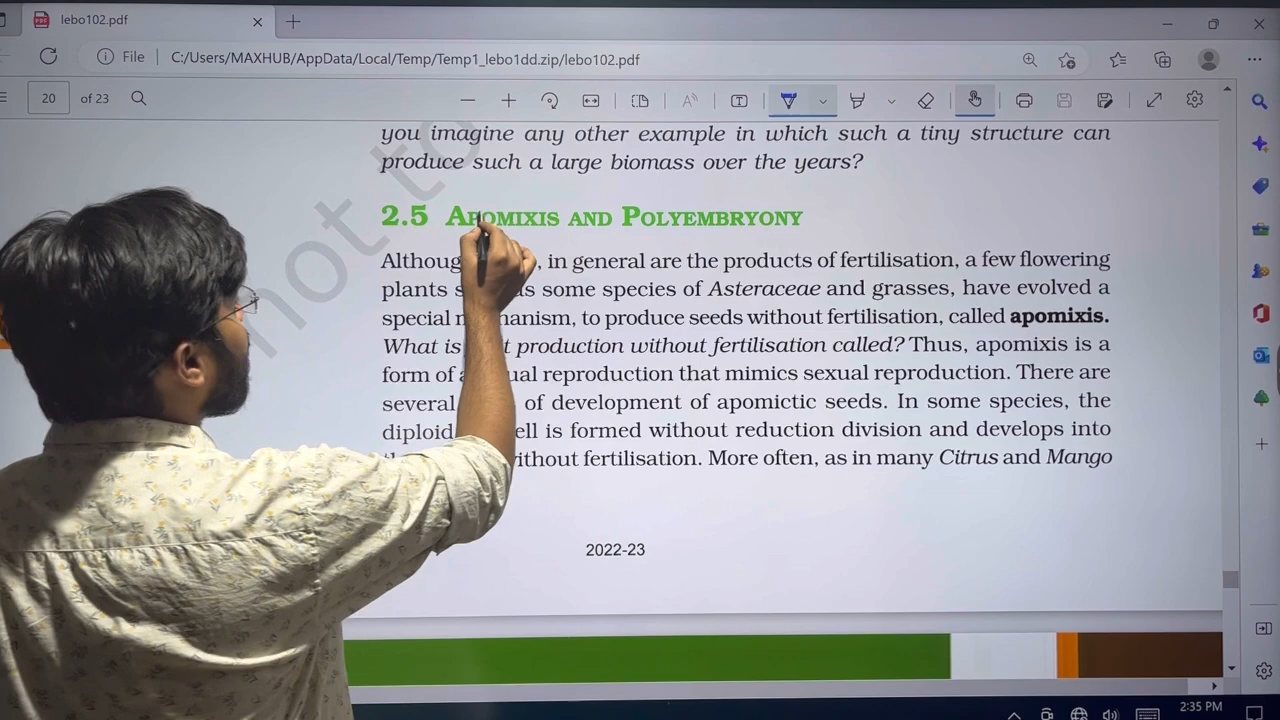 lebo102.pdf
File C:/Users/MAXHUB/AppData/Local/Temp/Temp1_lebo1dd.zip/lebo102.pdf
20 of 23
you imagine any other example in which such a tiny structure can
produce such a large biomass over the years?
not to
2.5 APOMIXIS AND POLYEMBRYONY
Althoug , in general are the products of fertilisation, a few flowering
plants s s some species of Asteraceae and grasses, have evolved a
special m hanism, to produce seeds without fertilisation, called apomixis.
What is t production without fertilisation called? Thus, apomixis is a
form of a ual reproduction that mimics sexual reproduction. There are
several of development of apomictic seeds. In some species, the
diploid ell is formed without reduction division and develops into
ithout fertilisation. More often, as in many Citrus and Mango
2022-23
2:35 PM